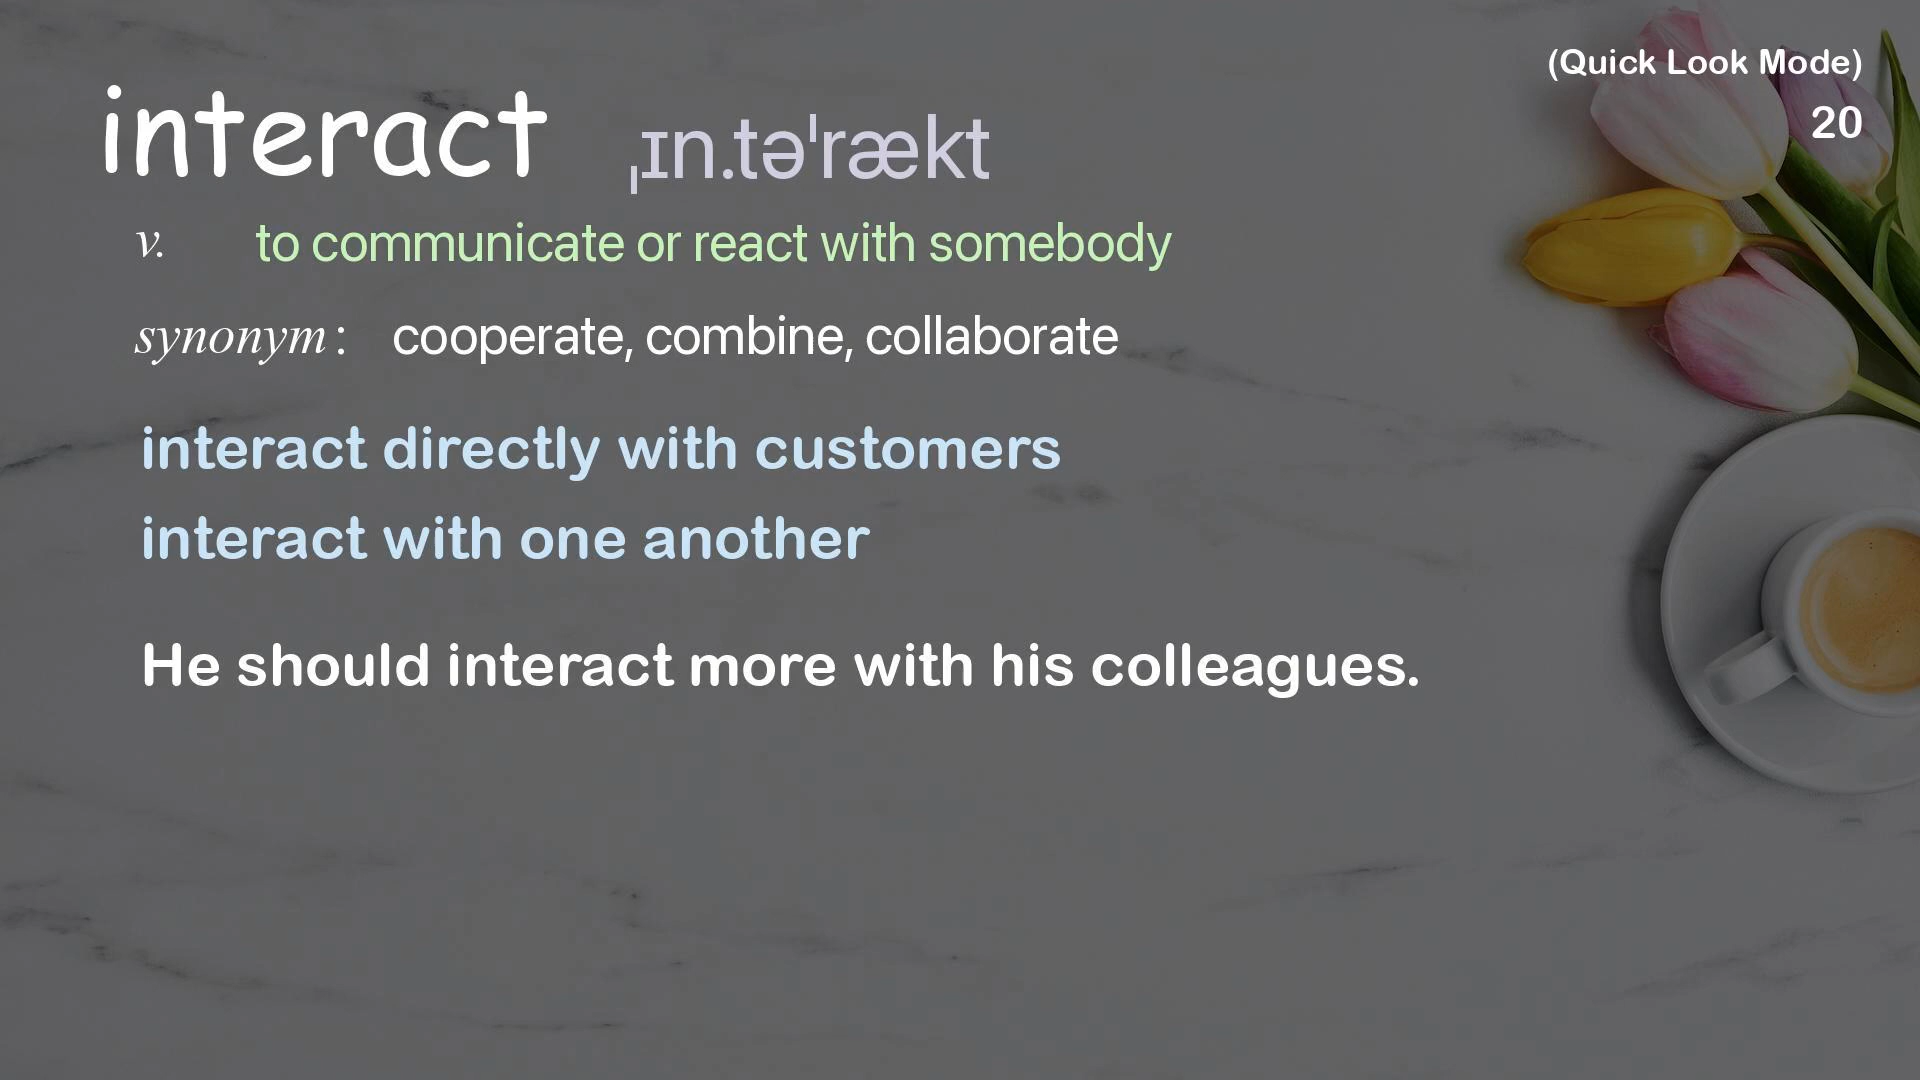 (Quick Look Mode)
20
interact ˌɪn.təˈrækt
v. to communicate or react with somebody
synonym : cooperate, combine, collaborate
interact directly with customers
interact with one another
He should interact more with his colleagues.